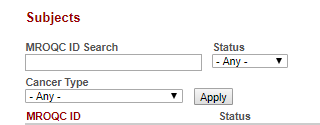 Subjects
MROQC ID Search Status
- Any -
Cancer Type
- Any - Apply
MROQC ID Status